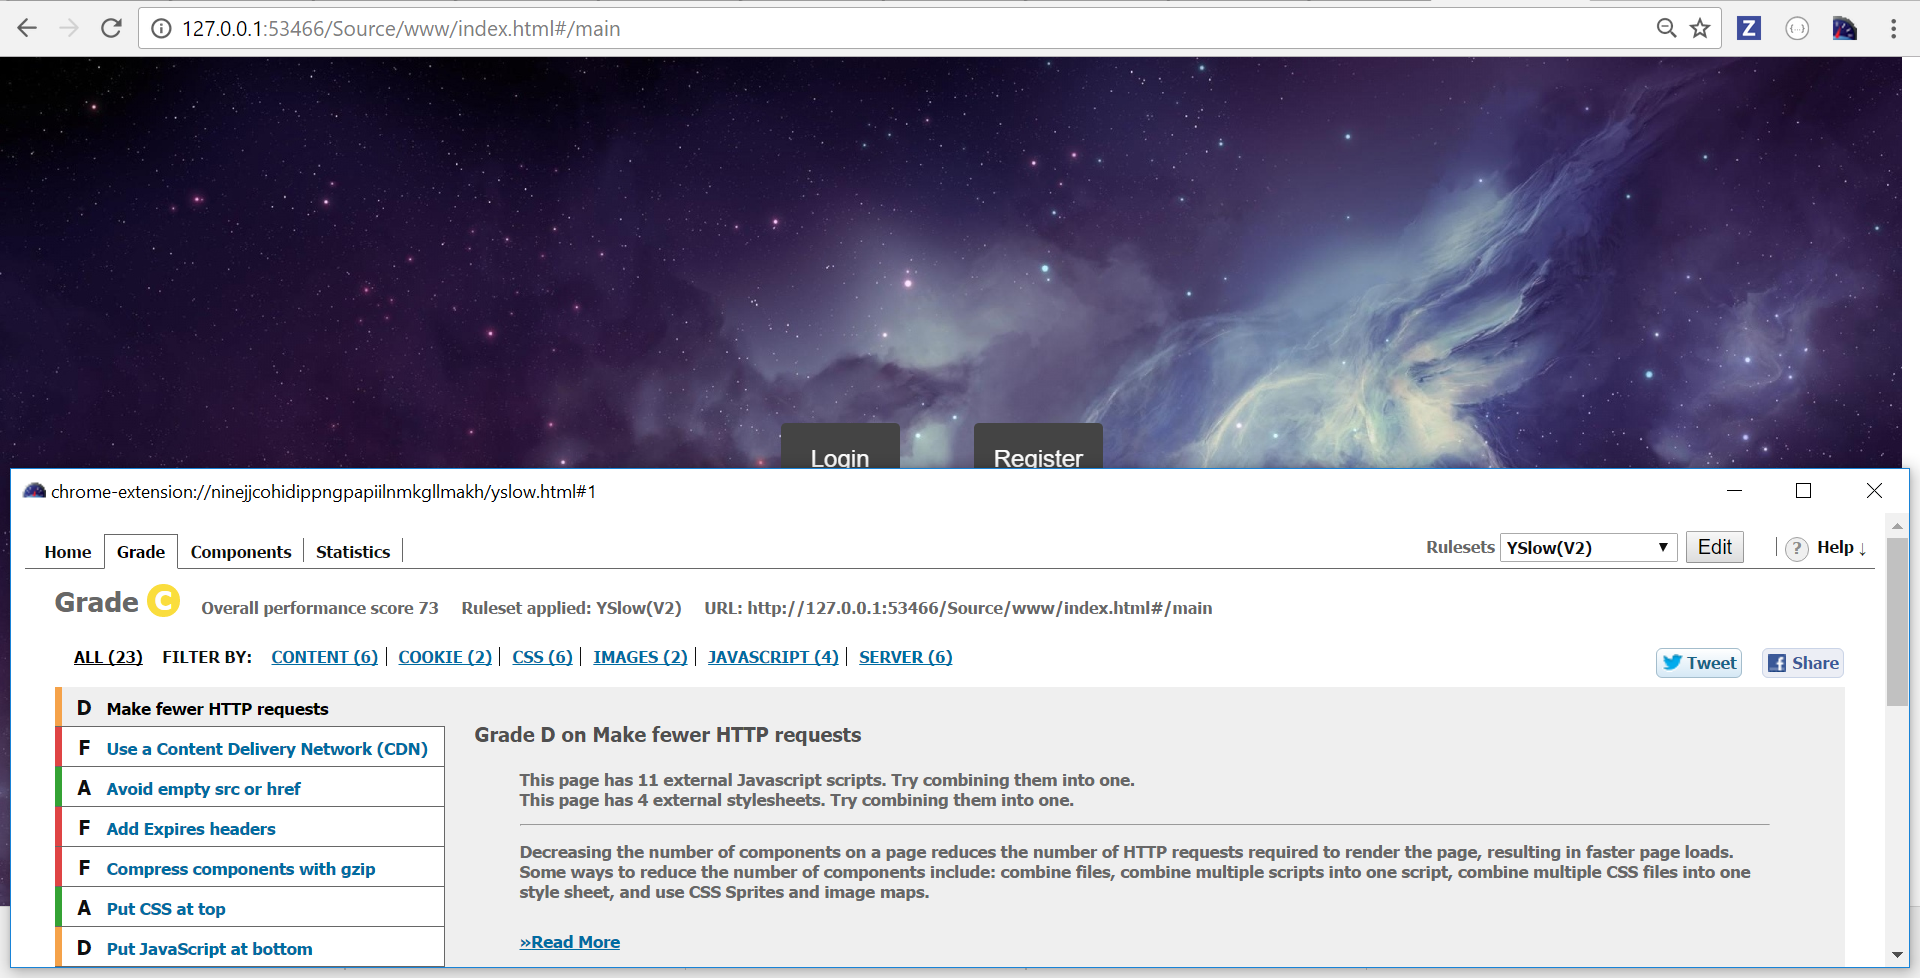 127.0.0.1:53466/Source/www/index.html#/main
Z
{...}
Login
Register
chrome-extension://ninejjcohidippngpapiilnmkgllmakh/yslow.html#1
Home Grade Components Statistics
Rulesets YSlow(V2) Edit ? Help ↓
Grade C Overall performance score 73 Ruleset applied: YSlow(V2) URL: http://127.0.0.1:53466/Source/www/index.html#/main
ALL (23) FILTER BY: CONTENT (6) COOKIE (2) CSS (6) IMAGES (2) JAVASCRIPT (4) SERVER (6)
Tweet
Share
D Make fewer HTTP requests
F Use a Content Delivery Network (CDN)
A Avoid empty src or href
F Add Expires headers
F Compress components with gzip
A Put CSS at top
D Put JavaScript at bottom
Grade D on Make fewer HTTP requests
This page has 11 external Javascript scripts. Try combining them into one.
This page has 4 external stylesheets. Try combining them into one.
Decreasing the number of components on a page reduces the number of HTTP requests required to render the page, resulting in faster page loads.
Some ways to reduce the number of components include: combine files, combine multiple scripts into one script, combine multiple CSS files into one
style sheet, and use CSS Sprites and image maps.
»Read More